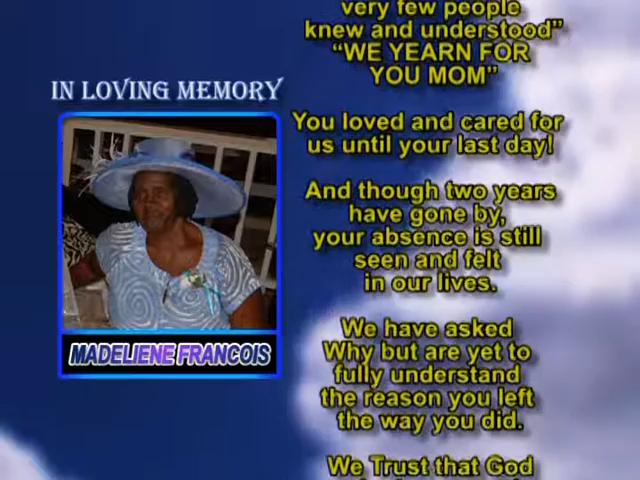 IN LOVING MEMORY
MADELIENE FRANCOIS
very few people
knew and understood”
“WE YEARN FOR
YOU MOM”
You loved and cared for
us until your last day!
And though two years
have gone by,
your absence is still
seen and felt
in our lives.
We have asked
Why but are yet to
fully understand
the reason you left
the way you did.
We Trust that God